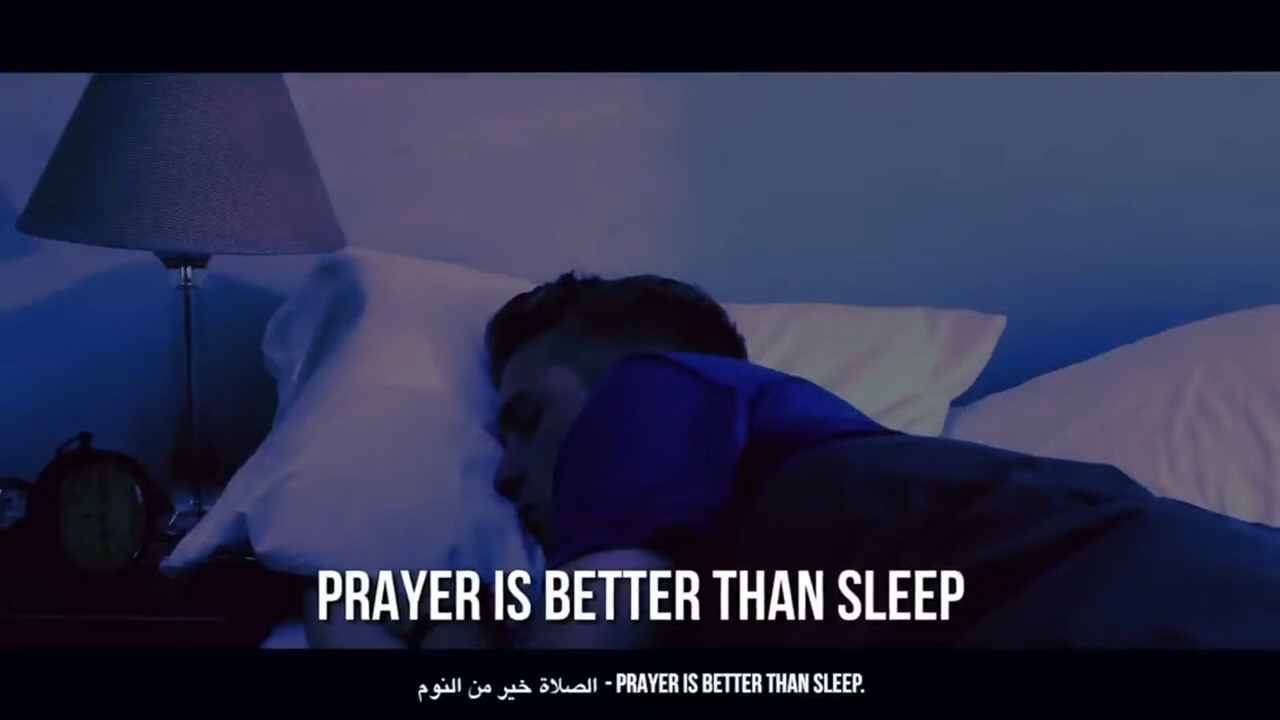 PRAYER IS BETTER THAN SLEEP
الصلاة خير من النوم - PRAYER IS BETTER THAN SLEEP.